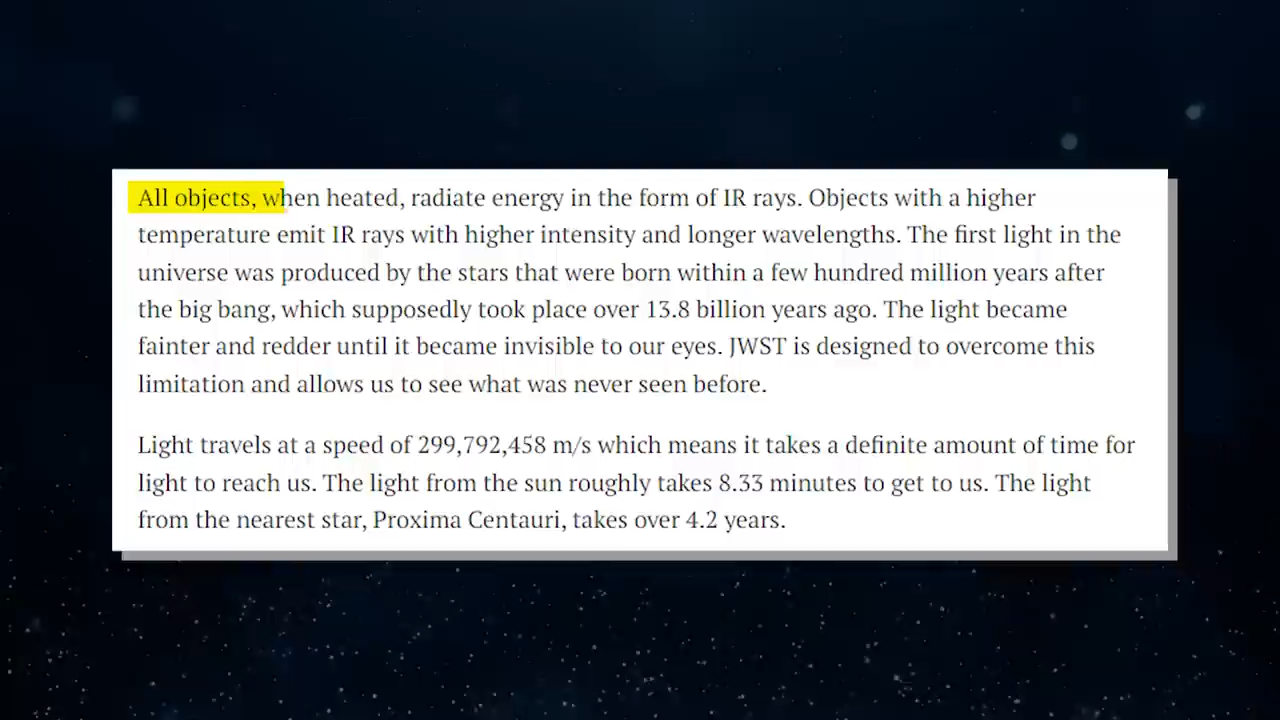 All objects, when heated, radiate energy in the form of IR rays. Objects with a higher
temperature emit IR rays with higher intensity and longer wavelengths. The first light in the
universe was produced by the stars that were born within a few hundred million years after
the big bang, which supposedly took place over 13.8 billion years ago. The light became
fainter and redder until it became invisible to our eyes. JWST is designed to overcome this
limitation and allows us to see what was never seen before.
Light travels at a speed of 299,792,458 m/s which means it takes a definite amount of time for
light to reach us. The light from the sun roughly takes 8.33 minutes to get to us. The light
from the nearest star, Proxima Centauri, takes over 4.2 years.